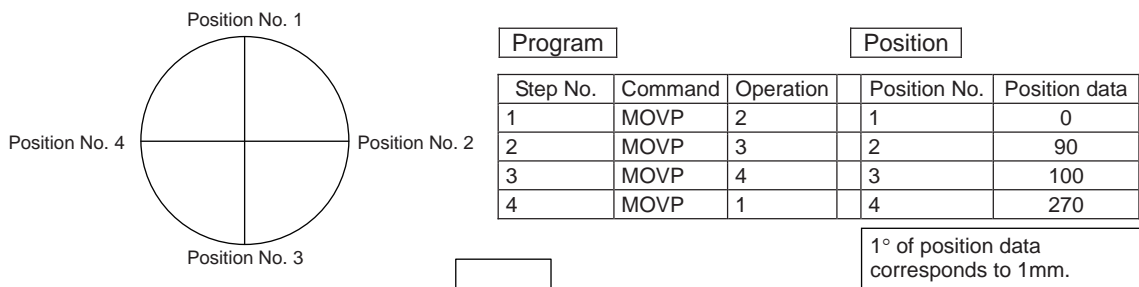 Position No. 1
Position No. 4
Position No. 2
Position No. 3
Program
Position
Step No. Command Operation Position No. Position data
1 MOVP 2 1 0
2 MOVP 3 2 90
3 MOVP 4 3 100
4 MOVP 1 4 270
1° of position data
corresponds to 1mm.